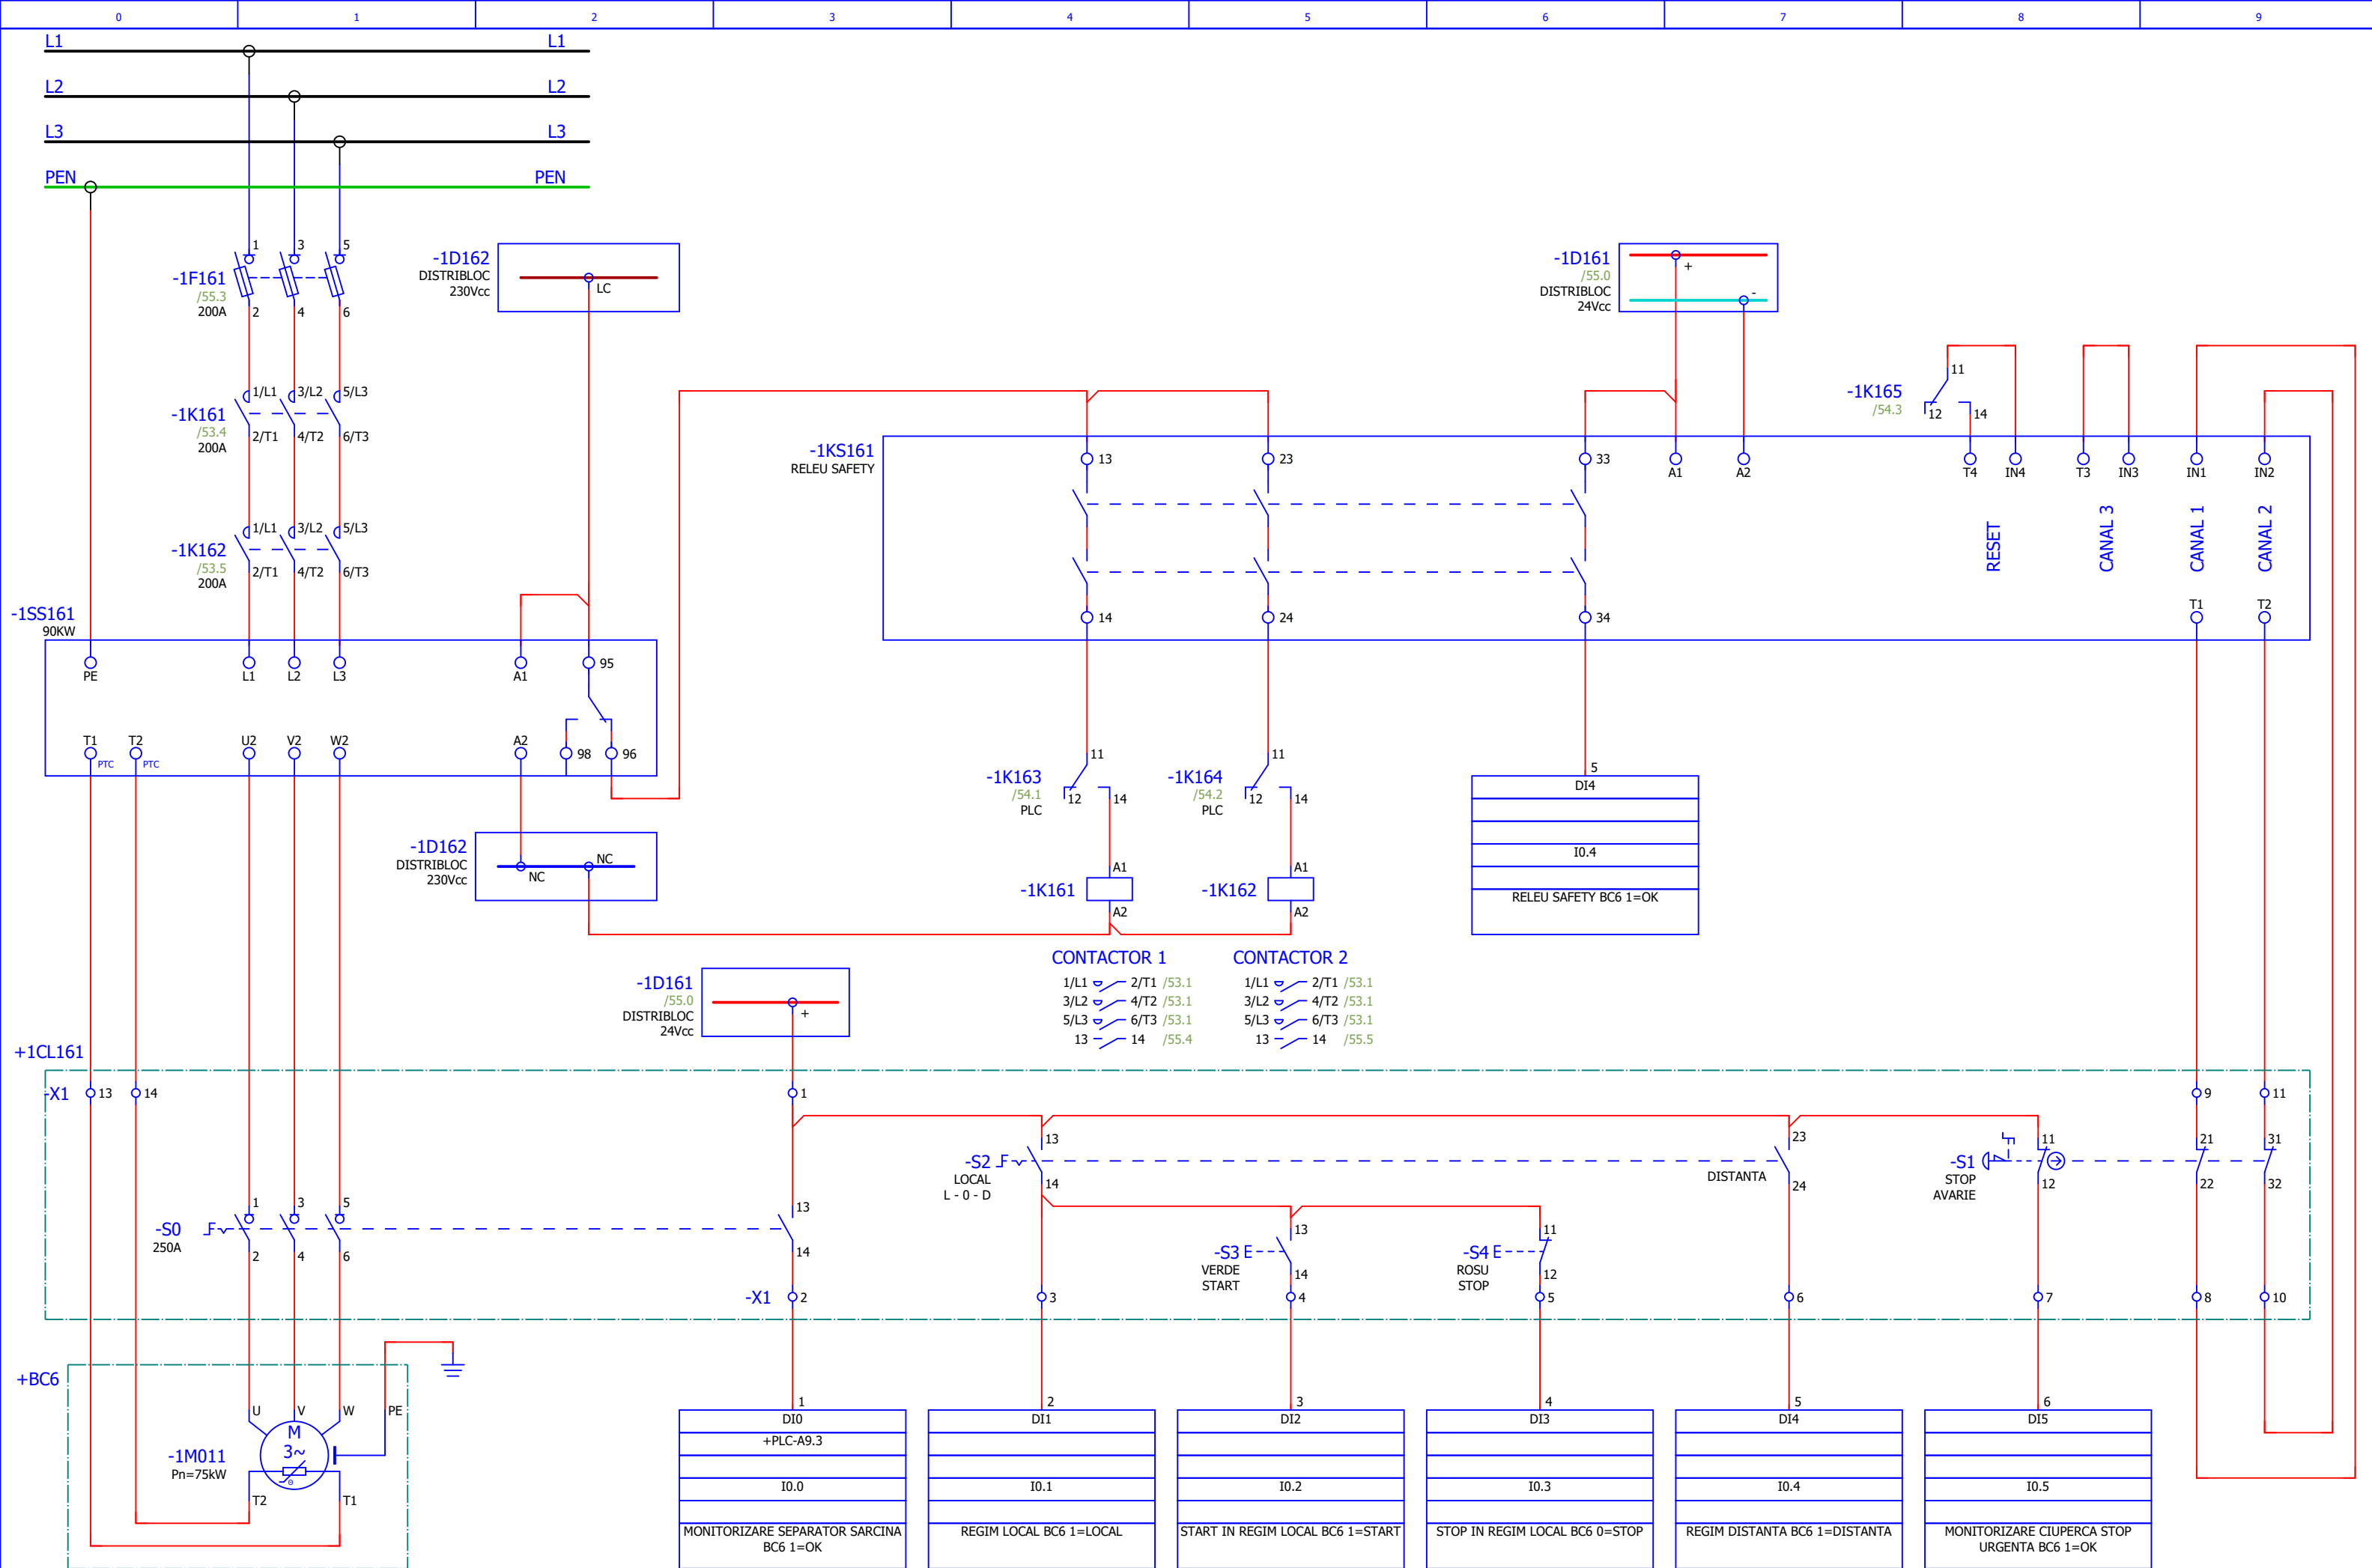 0 1 2 3 4 5 6 7 8 9
L1 L1
L2 L2
L3 L3
PEN PEN
1 3 5
-1F161
/55.3
200A
2 4 6
-1D162
DISTRIBLOC
230Vcc
LC
-1D161
/55.0
DISTRIBLOC
24Vcc
+
-
1/L1 3/L2 5/L3
-1K161
/53.4
200A
2/T1 4/T2 6/T3
1/L1 3/L2 5/L3
-1K162
/53.5
200A
2/T1 4/T2 6/T3
-1K165
/54.3
11
12 14
-1KS161
RELEU SAFETY
13 23 33 A1 A2 T4 IN4 T3 IN3 IN1 IN2
RESET
CANAL 3
CANAL 1
CANAL 2
14 24 34 T1 T2
-1SS161
90KW
PE L1 L2 L3 A1 95
T1 T2 U2 V2 W2 A2 98 96
PTC PTC
-1K163
/54.1
PLC
11
12 14
-1K164
/54.2
PLC
11
12 14
5
DI4
I0.4
RELEU SAFETY BC6 1=OK
-1D162
DISTRIBLOC
230Vcc
NC
NC
A1 A1
-1K161 -1K162
A2 A2
CONTACTOR 1
1/L1 2/T1 /53.1
3/L2 4/T2 /53.1
5/L3 6/T3 /53.1
13 14 /55.4
CONTACTOR 2
1/L1 2/T1 /53.1
3/L2 4/T2 /53.1
5/L3 6/T3 /53.1
13 14 /55.5
-1D161
/55.0
DISTRIBLOC
24Vcc
+
+1CL161
-X1 13 14 1 9 11
-S2
LOCAL
L - 0 - D
13
14
DISTANTA
23
24
-S1
STOP
AVARIE
11 21 31
12 22 32
-S0
250A
1 3 5 13
2 4 6 14
-S3 E
VERDE
START
13
14
-S4 E
ROSU
STOP
11
12
-X1 2 3 4 5 6 7 8 10
+BC6
U V W PE
M
3~
-1M011
Pn=75kW
T2 T1
1
DI0
+PLC-A9.3
I0.0
MONITORIZARE SEPARATOR SARCINA
BC6 1=OK
2
DI1
I0.1
REGIM LOCAL BC6 1=LOCAL
3
DI2
I0.2
START IN REGIM LOCAL BC6 1=START
4
DI3
I0.3
STOP IN REGIM LOCAL BC6 0=STOP
5
DI4
I0.4
REGIM DISTANTA BC6 1=DISTANTA
6
DI5
I0.5
MONITORIZARE CIUPERCA STOP
URGENTA BC6 1=OK